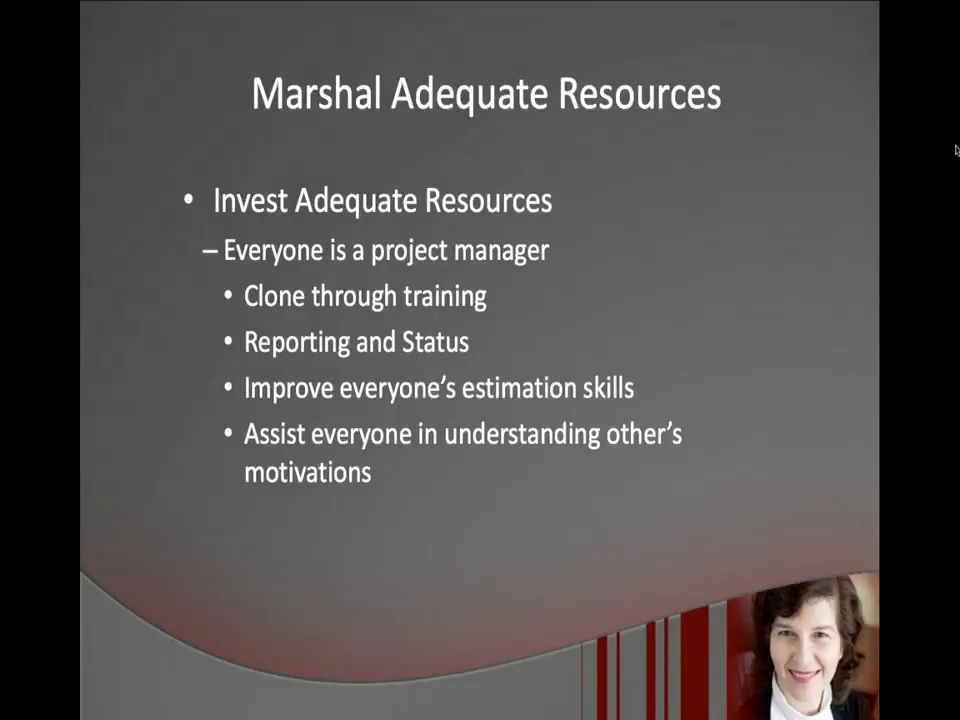 Marshal Adequate Resources
• Invest Adequate Resources
– Everyone is a project manager
• Clone through training
• Reporting and Status
• Improve everyone’s estimation skills
• Assist everyone in understanding other’s
motivations